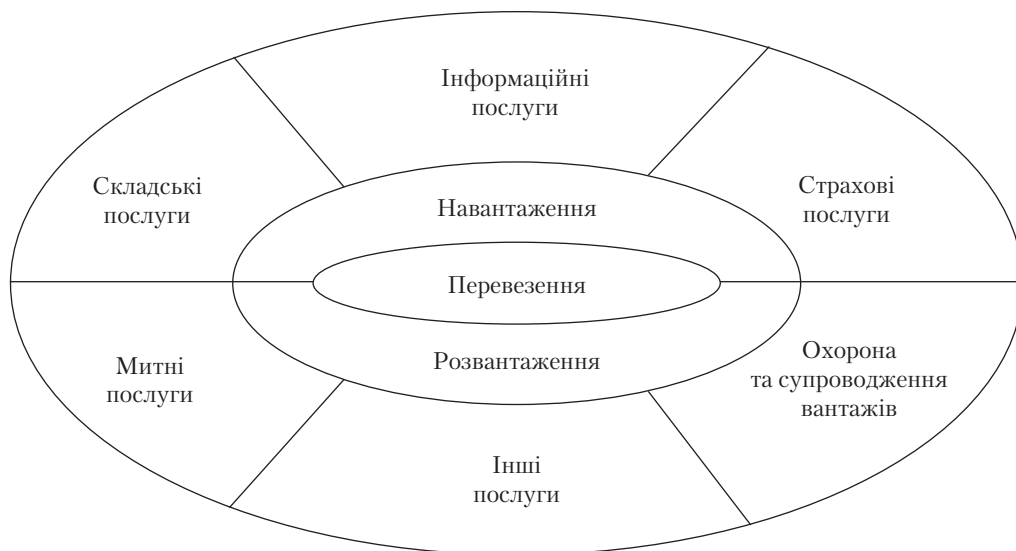 Інформаційні
послуги
Складські
послуги
Страхові
послуги
Навантаження
Перевезення
Розвантаження
Митні
послуги
Охорона
та супроводження
вантажів
Інші
послуги